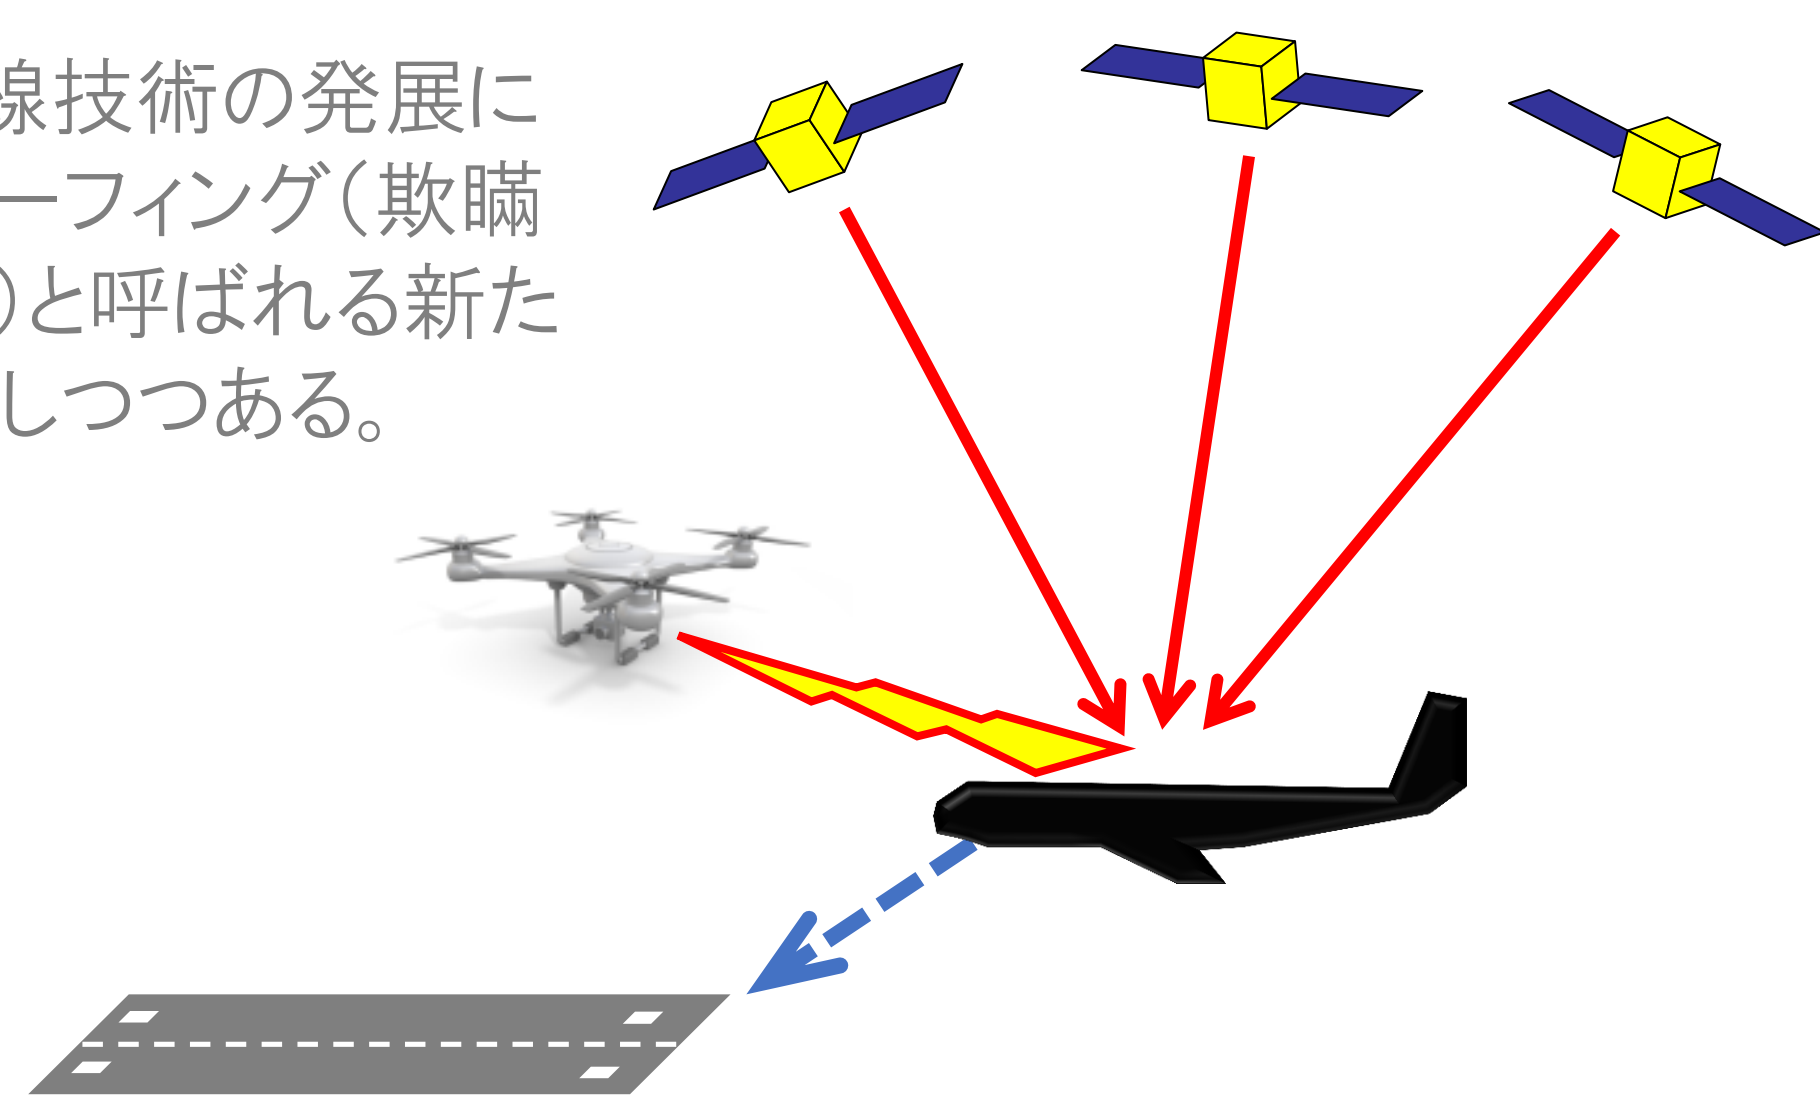 線技術の発展に
ーフィング（欺瞞
）と呼ばれる新た
しつつある。